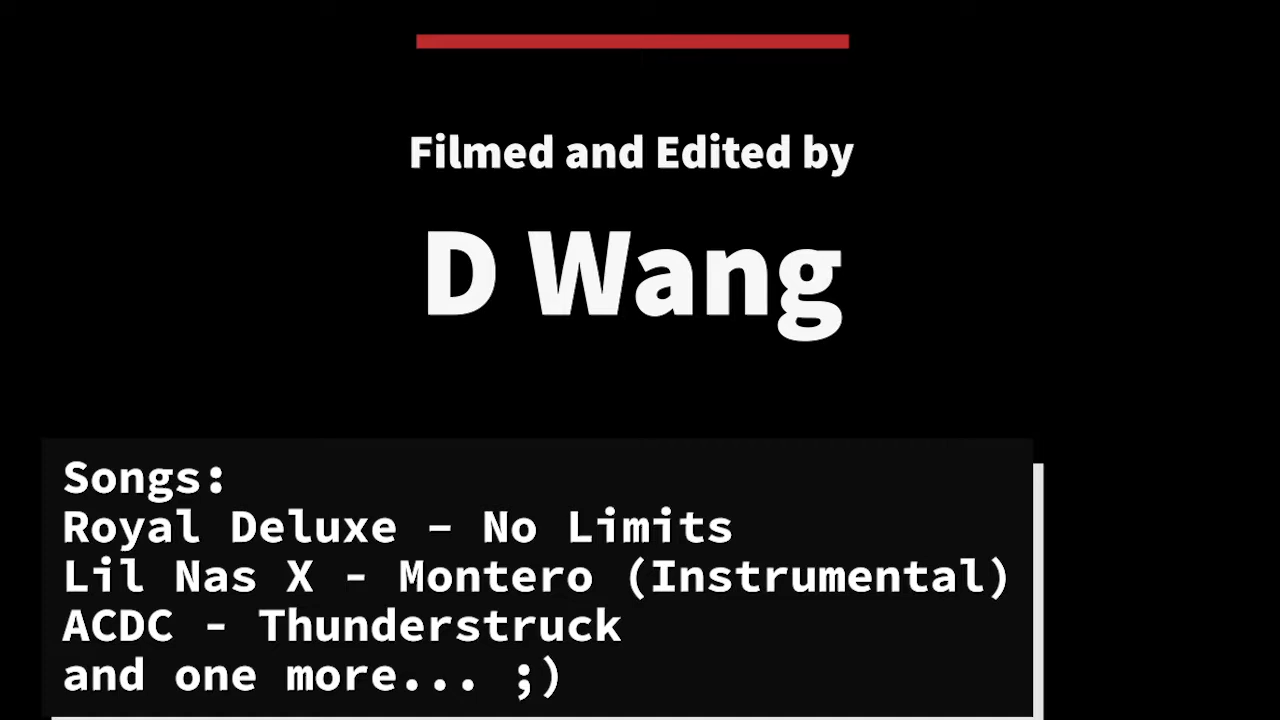 Filmed and Edited by
D Wang
Songs:
Royal Deluxe – No Limits
Lil Nas X - Montero (Instrumental)
ACDC - Thunderstruck
and one more... ;)